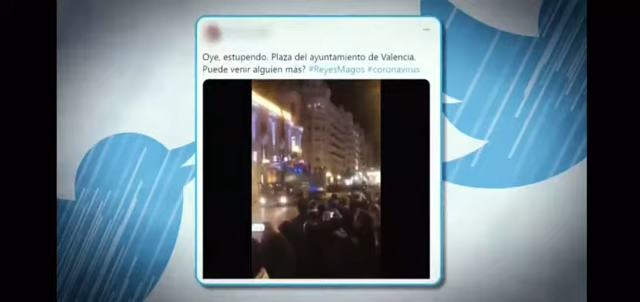 Oye, estupendo. Plaza del ayuntamiento de Valencia.
Puede venir alguien más? #ReyesMagos #coronavirus